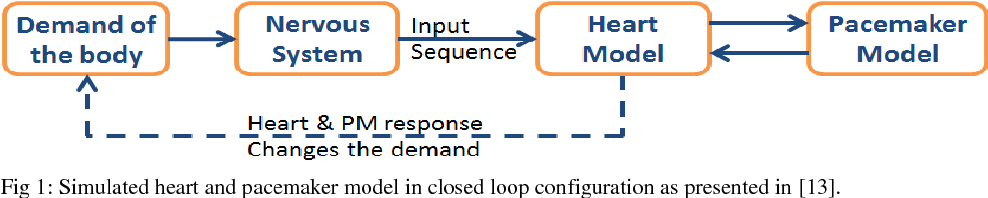 Demand of
the body
Nervous
System
Input
Sequence
Heart
Model
Pacemaker
Model
Heart & PM response
Changes the demand
Fig 1: Simulated heart and pacemaker model in closed loop configuration as presented in [13].